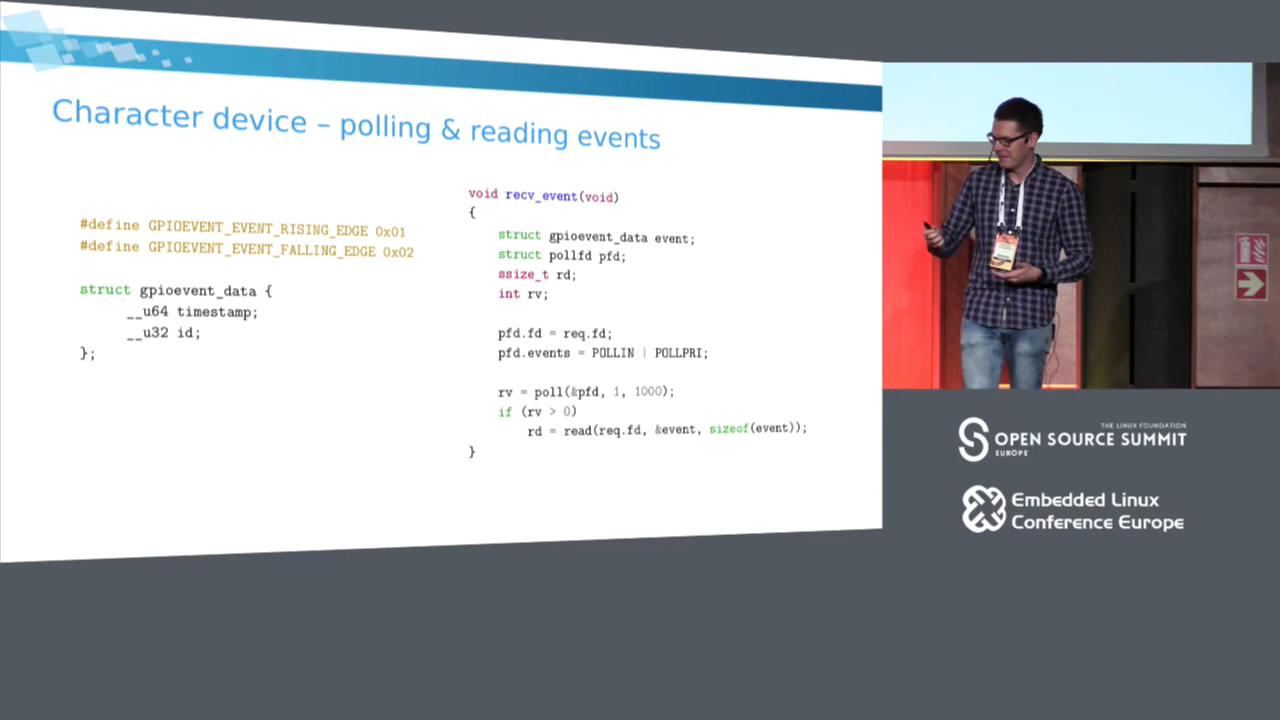 Character device – polling & reading events
#define GPIOEVENT_EVENT_RISING_EDGE 0x01
#define GPIOEVENT_EVENT_FALLING_EDGE 0x02
struct gpioevent_data {
__u64 timestamp;
__u32 id;
};
void recv_event(void)
{
struct gpioevent_data event;
struct pollfd pfd;
ssize_t rd;
int rv;
pfd.fd = req.fd;
pfd.events = POLLIN | POLLPRI;
rv = poll(&pfd, 1, 1000);
if (rv > 0)
rd = read(req.fd, &event, sizeof(event));
}
THE LINUX FOUNDATION
OPEN SOURCE SUMMIT
EUROPE
Embedded Linux
Conference Europe